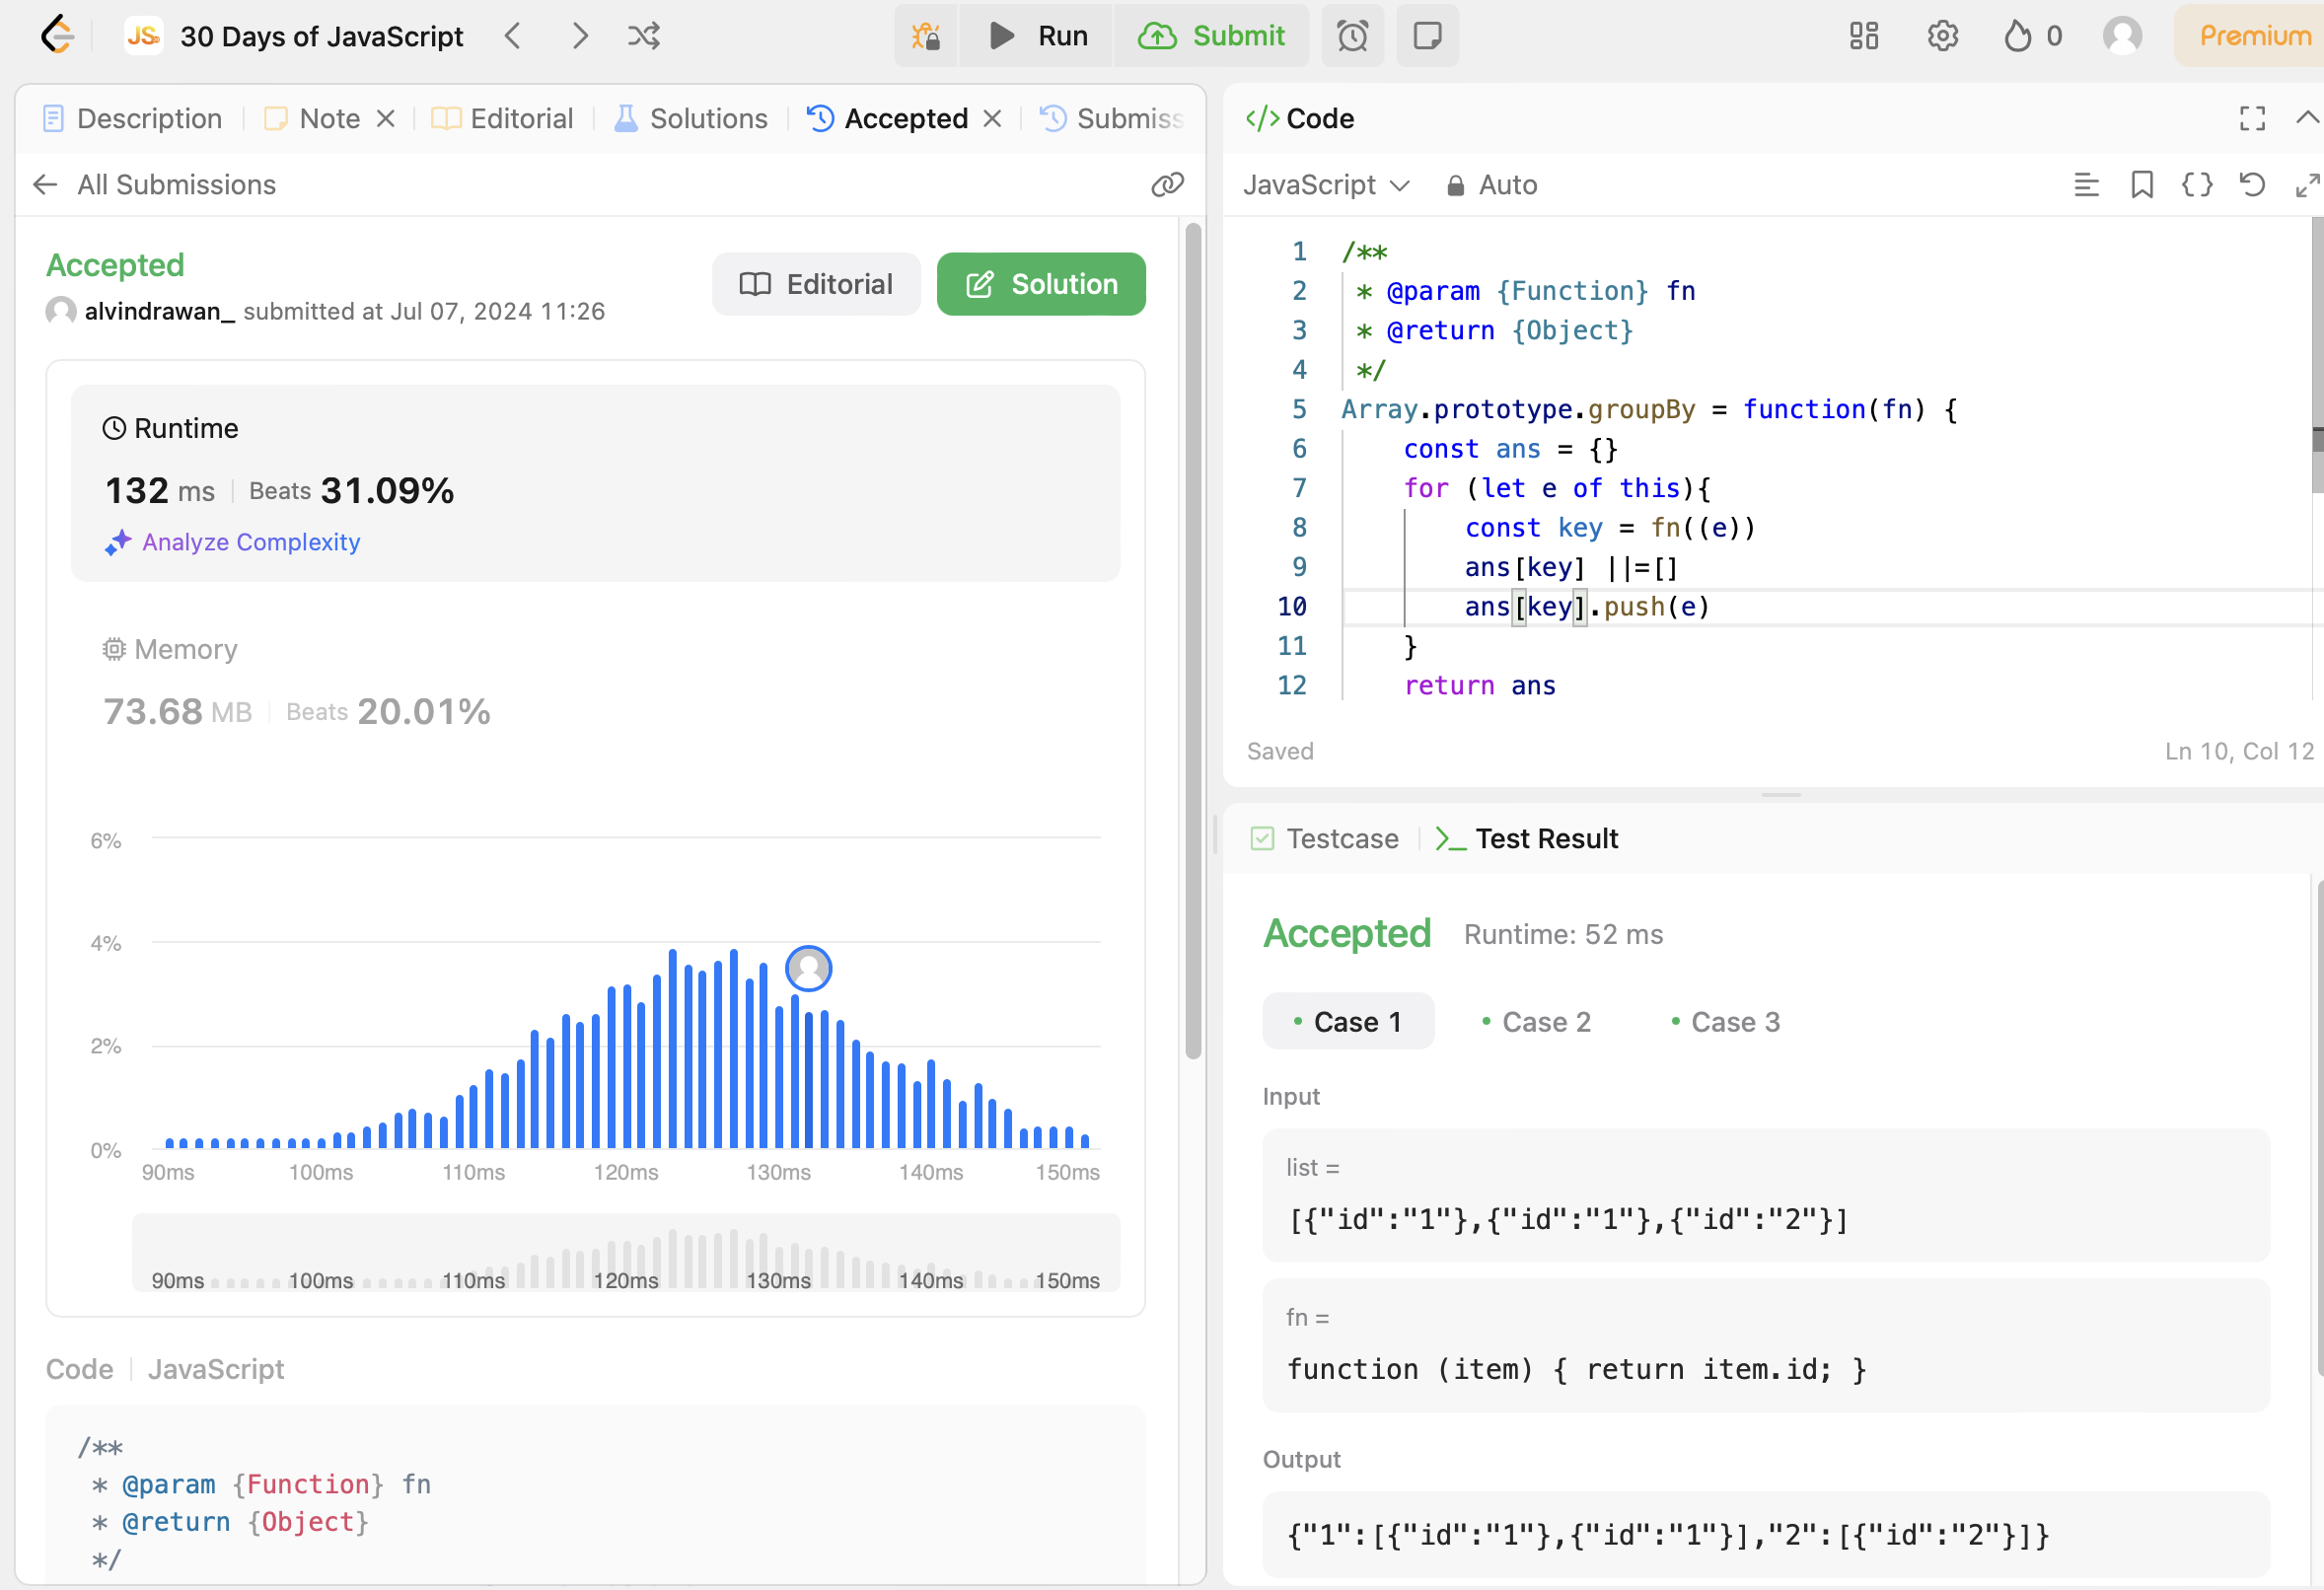 JS
30 Days of JavaScript
Run
Submit
0
Premium
Description
Note
Editorial
Solutions
Accepted
Submiss
All Submissions
Accepted
Editorial
Solution
alvindrawan_ submitted at Jul 07, 2024 11:26
Runtime
132 ms
Beats 31.09%
Analyze Complexity
Memory
73.68 MB
Beats 20.01%
6%
4%
2%
0%
90ms 100ms 110ms 120ms 130ms 140ms 150ms
90ms 100ms 110ms 120ms 130ms 140ms 150ms
Code
JavaScript
/**
* @param {Function} fn
* @return {Object}
*/
</> Code
JavaScript
Auto
1 /**
2 * @param {Function} fn
3 * @return {Object}
4 */
5 Array.prototype.groupBy = function(fn) {
6 const ans = {}
7 for (let e of this){
8 const key = fn((e))
9 ans[key] ||=[]
10 ans[key].push(e)
11 }
12 return ans
Saved
Ln 10, Col 12
Testcase
Test Result
Accepted
Runtime: 52 ms
Case 1
Case 2
Case 3
Input
list =
[{"id":"1"},{"id":"1"},{"id":"2"}]
fn =
function (item) { return item.id; }
Output
{"1":[{"id":"1"},{"id":"1"}],"2":[{"id":"2"}]}